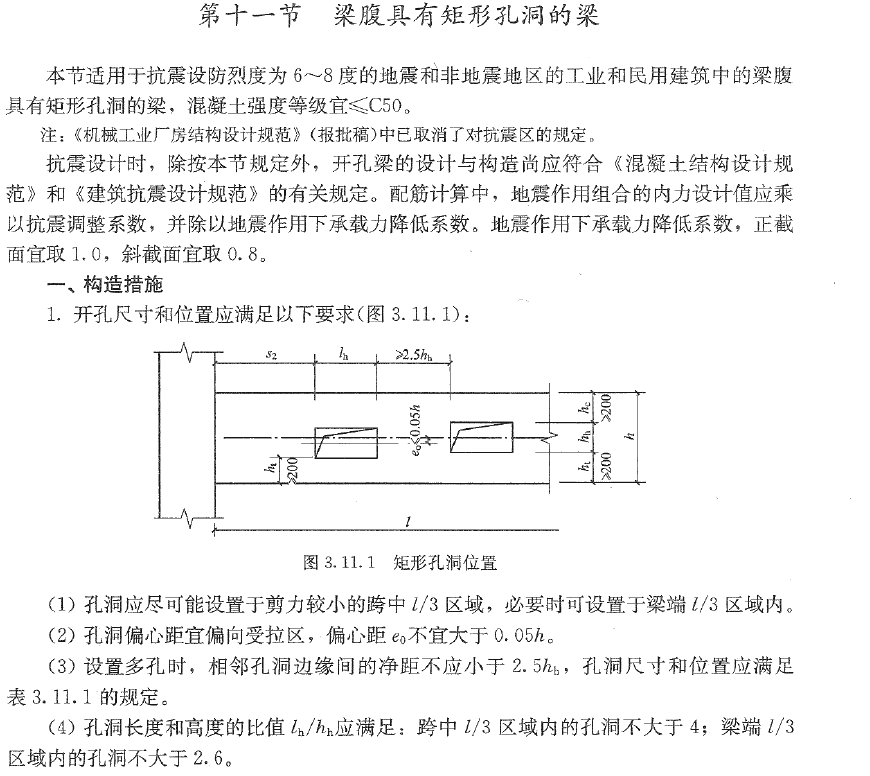 第十一节 梁腹具有矩形孔洞的梁
本节适用于抗震设防烈度为6～8度的地震和非地震地区的工业和民用建筑中的梁腹
具有矩形孔洞的梁，混凝土强度等级宜≤C50。
注：《机械工业厂房结构设计规范》（报批稿）中已取消了对抗震区的规定。
抗震设计时，除按本节规定外，开孔梁的设计与构造尚应符合《混凝土结构设计规
范》和《建筑抗震设计规范》的有关规定。配筋计算中，地震作用组合的内力设计值应乘
以抗震调整系数，并除以地震作用下承载力降低系数。地震作用下承载力降低系数，正截
面宜取1.0，斜截面宜取0.8。
一、构造措施
1. 开孔尺寸和位置应满足以下要求(图3.11.1)：
s₂ lₕ ≥2.5hₕ
e₀≤0.05h
hₜ ≥200
h_c ≥200
hₕ
hₜ ≥200
h
l
图3.11.1 矩形孔洞位置
(1) 孔洞应尽可能设置于剪力较小的跨中l/3区域，必要时可设置于梁端l/3区域内。
(2) 孔洞偏心距宜偏向受拉区，偏心距e₀不宜大于0.05h。
(3) 设置多孔时，相邻孔洞边缘间的净距不应小于2.5hₕ，孔洞尺寸和位置应满足
表3.11.1的规定。
(4) 孔洞长度和高度的比值lₕ/hₕ应满足：跨中l/3区域内的孔洞不大于4；梁端l/3
区域内的孔洞不大于2.6。